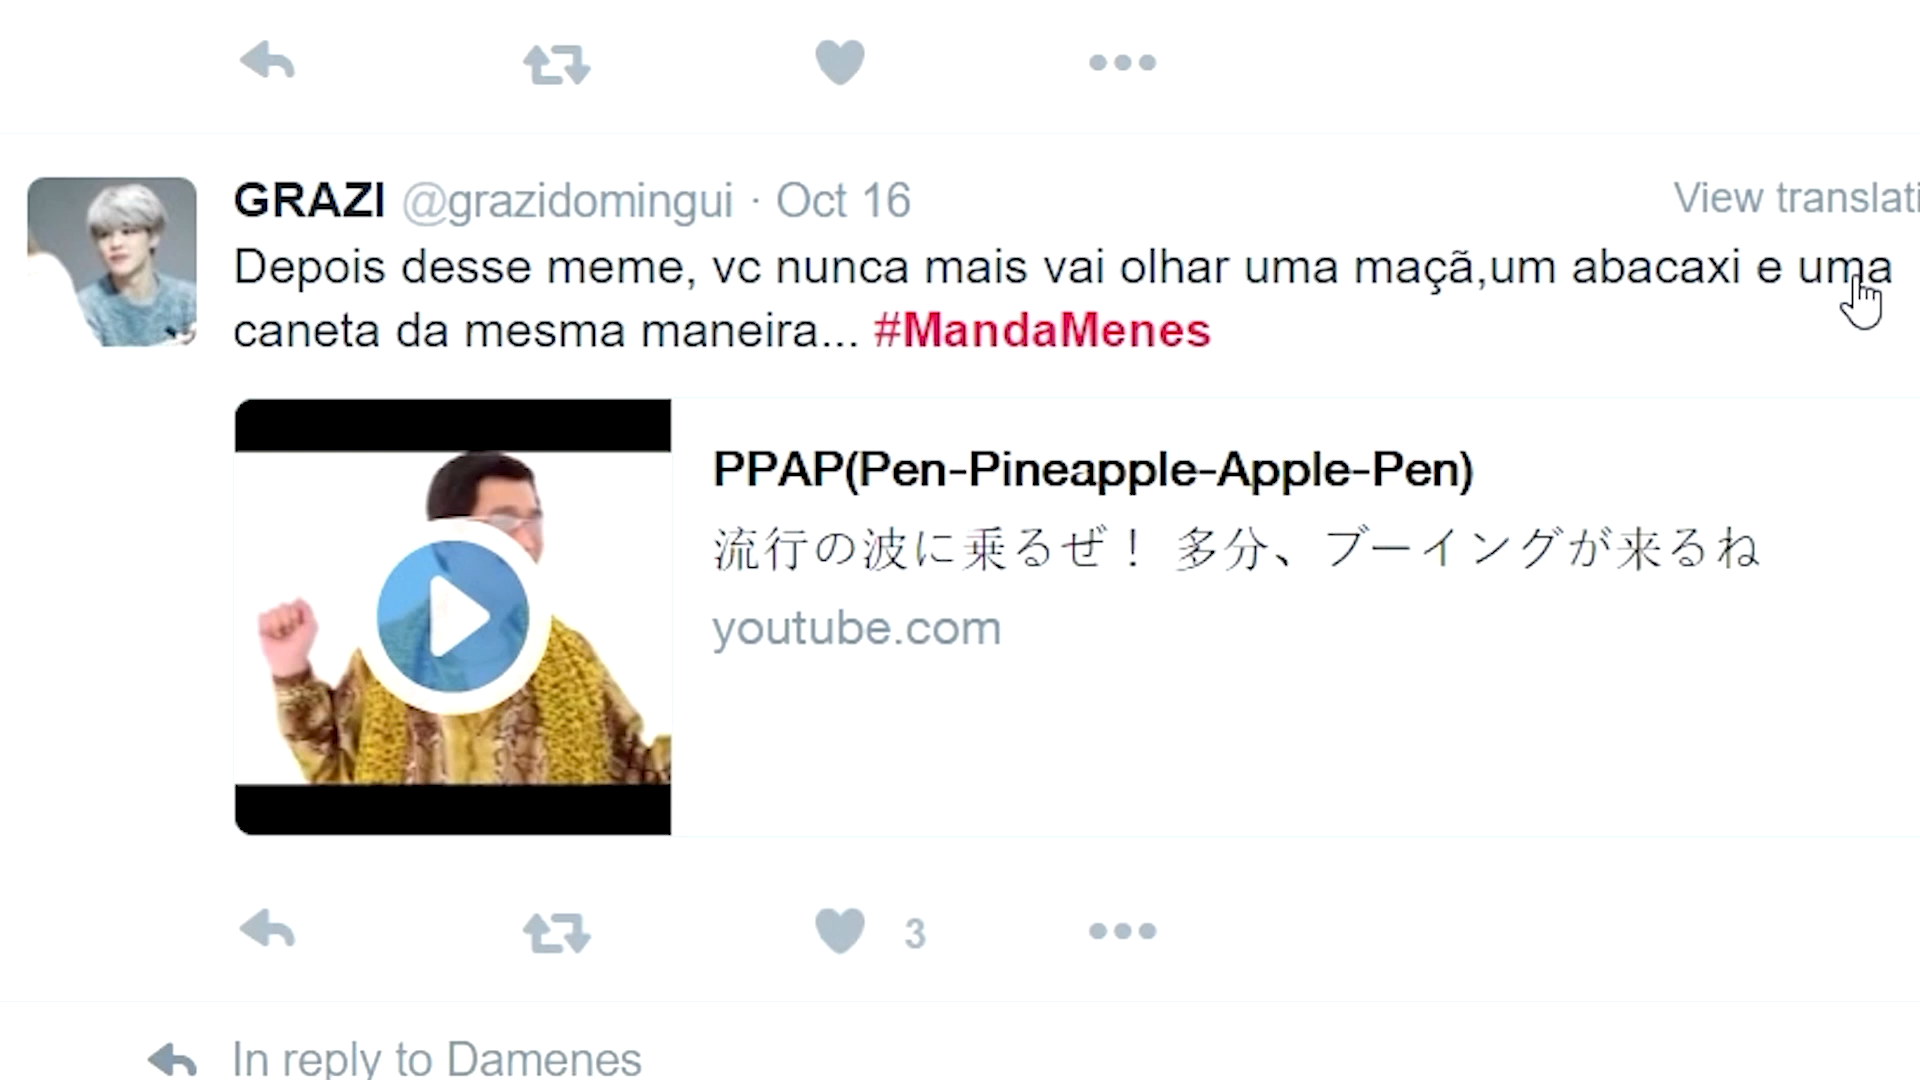 GRAZI @grazidomingui · Oct 16
View translati
Depois desse meme, vc nunca mais vai olhar uma maçã,um abacaxi e uma
caneta da mesma maneira... #MandaMenes
PPAP(Pen-Pineapple-Apple-Pen)
流行の波に乗るぜ！ 多分、ブーイングが来るね
youtube.com
3
In reply to Damenes